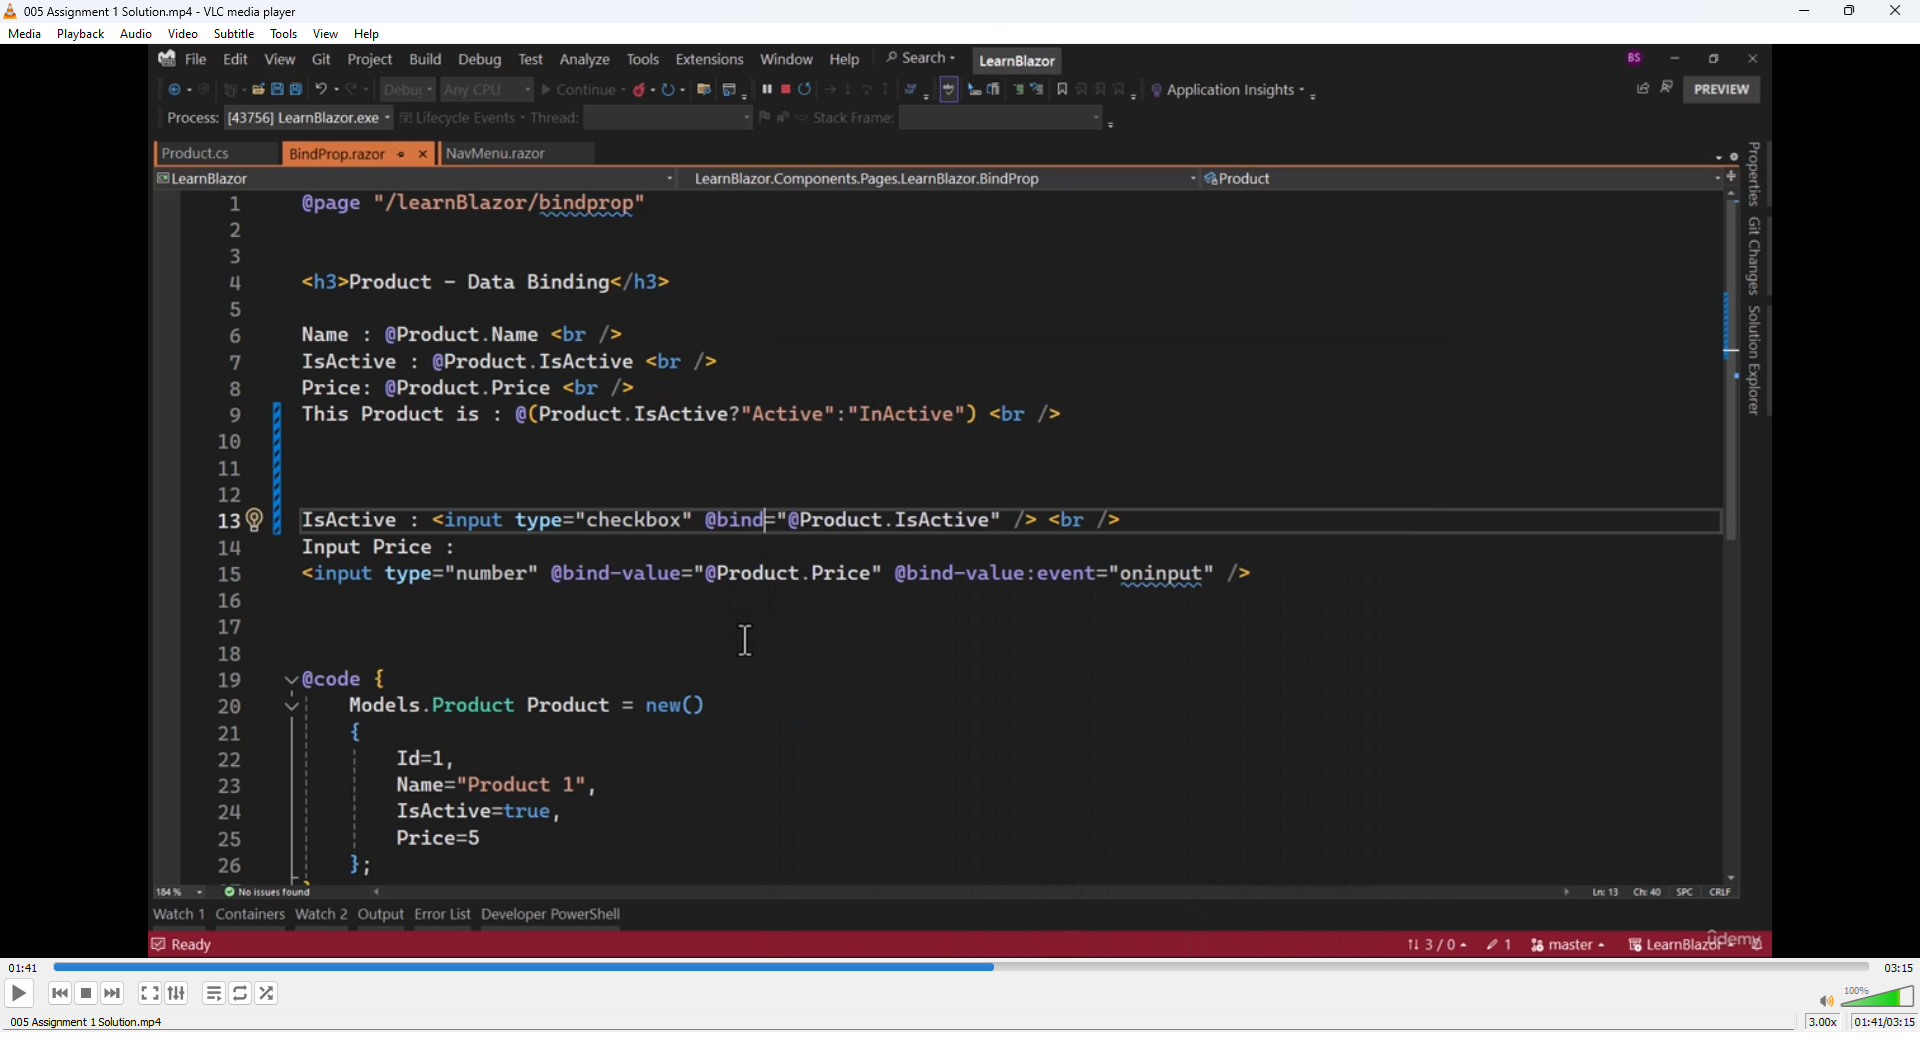 005 Assignment 1 Solution.mp4 - VLC media player
Media Playback Audio Video Subtitle Tools View Help
File Edit View Git Project Build Debug Test Analyze Tools Extensions Window Help Search LearnBlazor BS
Debug Any CPU Continue Application Insights PREVIEW
Process: [43756] LearnBlazor.exe Lifecycle Events Thread: Stack Frame:
Product.cs BindProp.razor NavMenu.razor
LearnBlazor LearnBlazor.Components.Pages.LearnBlazor.BindProp Product
Properties
Git Changes
Solution Explorer
1 @page "/learnBlazor/bindprop"
2
3
4 <h3>Product - Data Binding</h3>
5
6 Name : @Product.Name <br />
7 IsActive : @Product.IsActive <br />
8 Price: @Product.Price <br />
9 This Product is : @(Product.IsActive?"Active":"InActive") <br />
10
11
12
13 IsActive : <input type="checkbox" @bind="@Product.IsActive" /> <br />
14 Input Price :
15 <input type="number" @bind-value="@Product.Price" @bind-value:event="oninput" />
16
17
18
19 @code {
20 Models.Product Product = new()
21 {
22 Id=1,
23 Name="Product 1",
24 IsActive=true,
25 Price=5
26 };
184 % No issues found Ln: 13 Ch: 40 SPC CRLF
Watch 1 Containers Watch 2 Output Error List Developer PowerShell
Ready 3 / 0 1 master LearnBlazor
udemy
01:41 03:15
100%
005 Assignment 1 Solution.mp4 3.00x 01:41/03:15